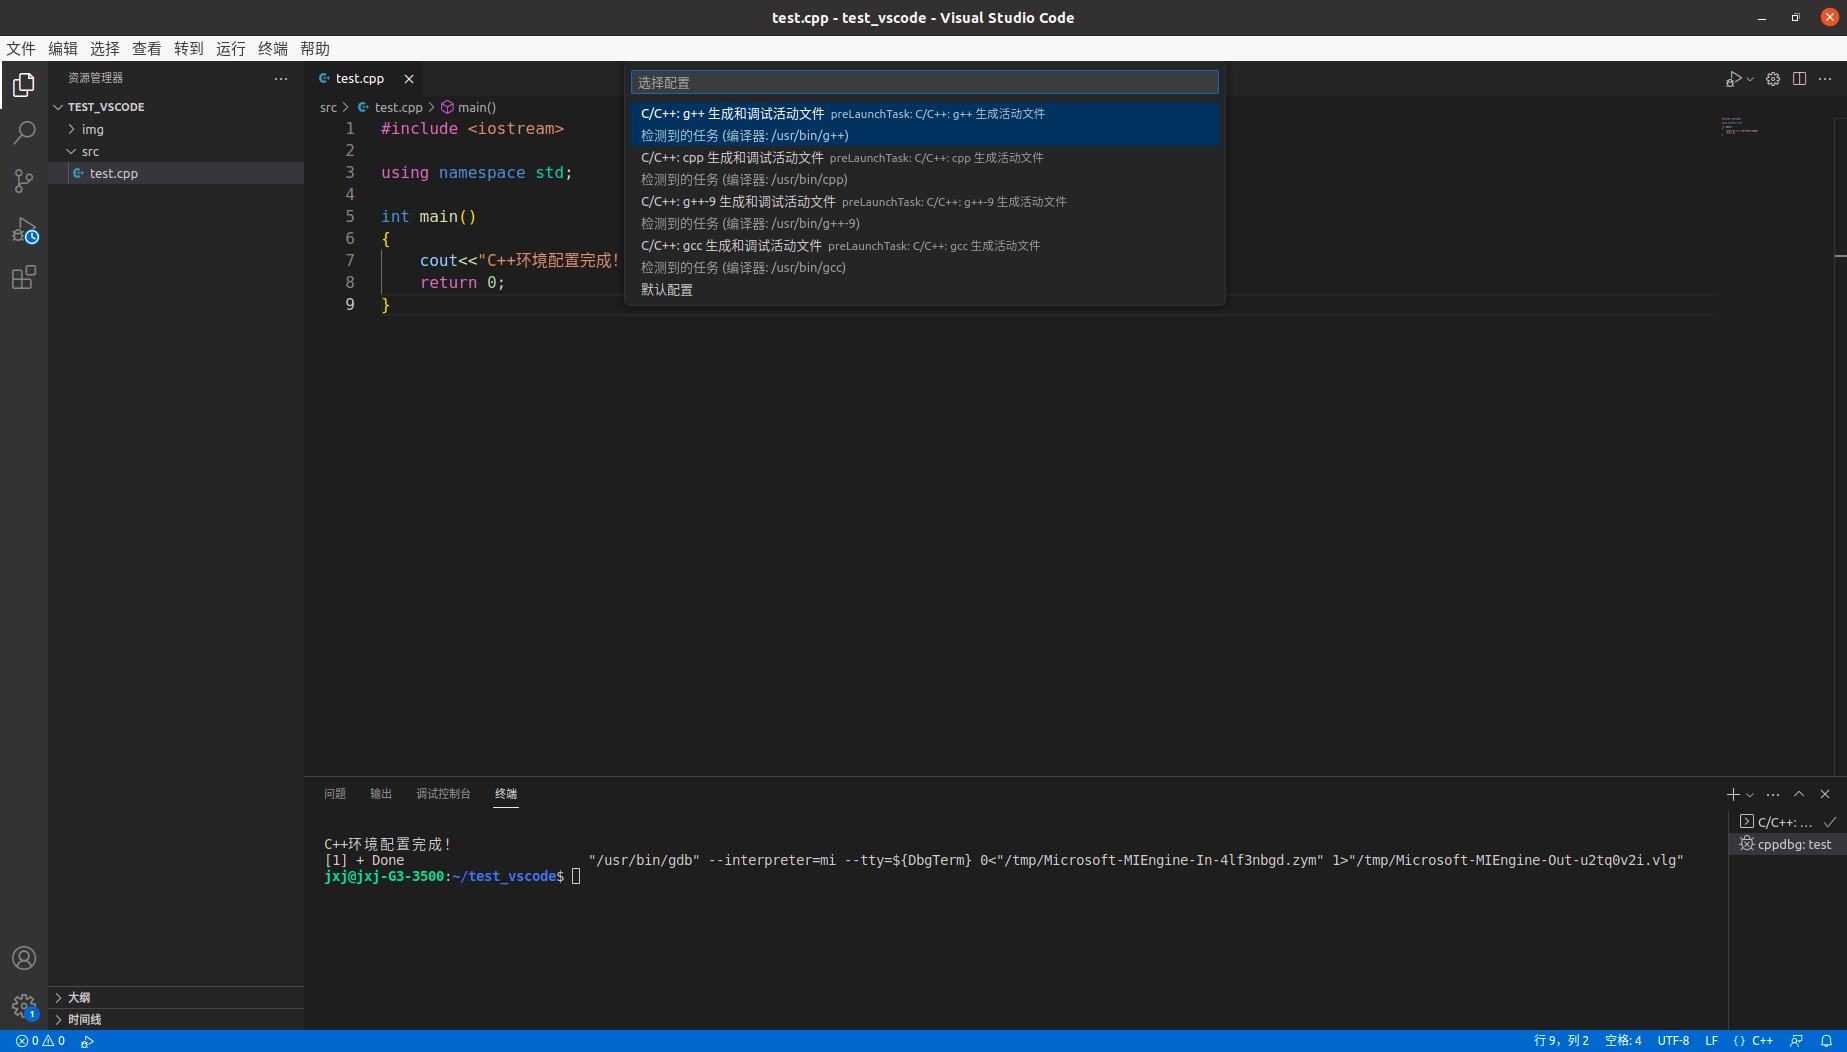 test.cpp - test_vscode - Visual Studio Code
文件 编辑 选择 查看 转到 运行 终端 帮助
资源管理器
TEST_VSCODE
img
src
test.cpp
test.cpp
src > test.cpp > main()
1 #include <iostream>
2
3 using namespace std;
4
5 int main()
6 {
7 cout<<"C++环境配置完成!
8 return 0;
9 }
选择配置
C/C++: g++ 生成和调试活动文件 preLaunchTask: C/C++: g++ 生成活动文件
检测到的任务 (编译器: /usr/bin/g++)
C/C++: cpp 生成和调试活动文件 preLaunchTask: C/C++: cpp 生成活动文件
检测到的任务 (编译器: /usr/bin/cpp)
C/C++: g++-9 生成和调试活动文件 preLaunchTask: C/C++: g++-9 生成活动文件
检测到的任务 (编译器: /usr/bin/g++-9)
C/C++: gcc 生成和调试活动文件 preLaunchTask: C/C++: gcc 生成活动文件
检测到的任务 (编译器: /usr/bin/gcc)
默认配置
问题 输出 调试控制台 终端
C++环境配置完成!
[1] + Done "/usr/bin/gdb" --interpreter=mi --tty=${DbgTerm} 0<"/tmp/Microsoft-MIEngine-In-4lf3nbgd.zym" 1>"/tmp/Microsoft-MIEngine-Out-u2tq0v2i.vlg"
jxj@jxj-G3-3500:~/test_vscode$
C/C++: ...
cppdbg: test
大纲
时间线
1
0 0
行 9，列 2 空格: 4 UTF-8 LF {} C++